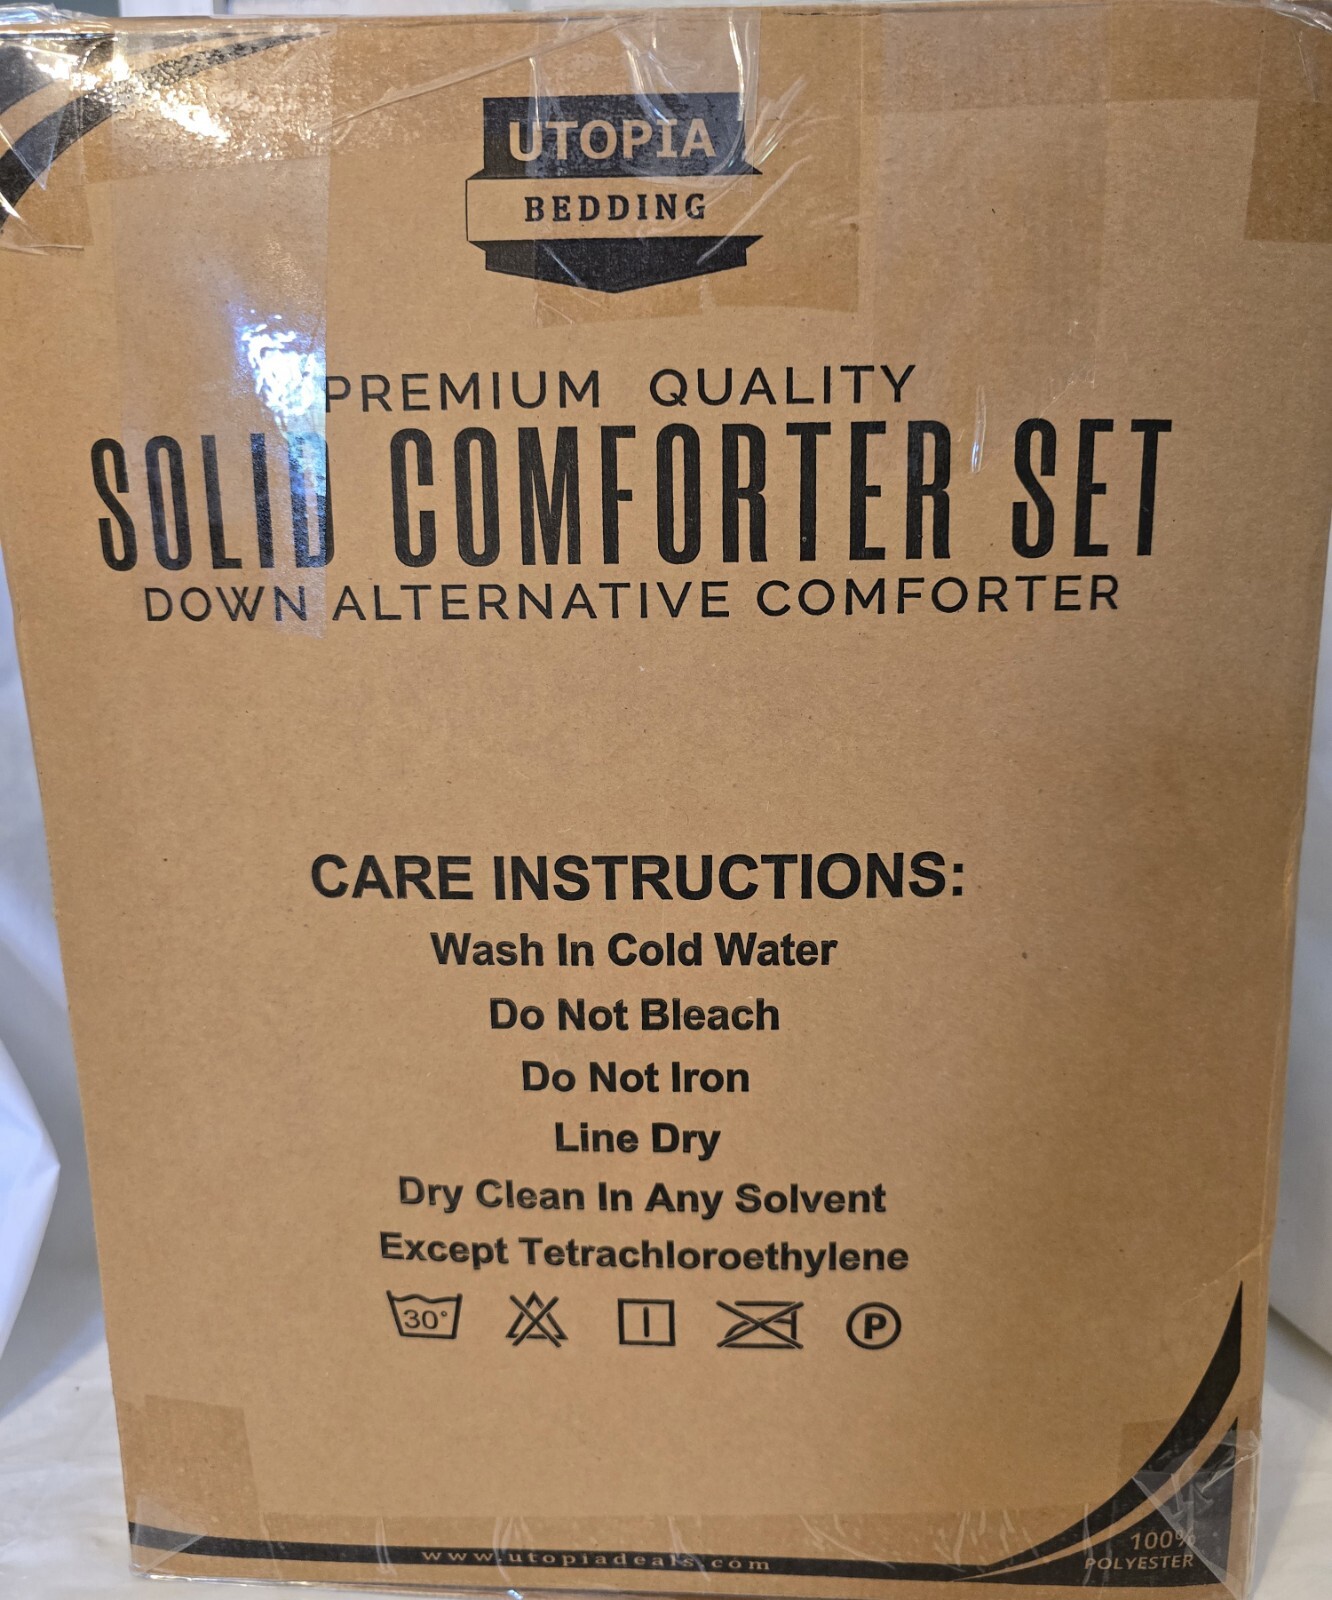 UTOPIA
BEDDING
PREMIUM QUALITY
SOLID COMFORTER SET
DOWN ALTERNATIVE COMFORTER
CARE INSTRUCTIONS:
Wash In Cold Water
Do Not Bleach
Do Not Iron
Line Dry
Dry Clean In Any Solvent
Except Tetrachloroethylene
30° P
100%
POLYESTER
www.utopiadeals.com